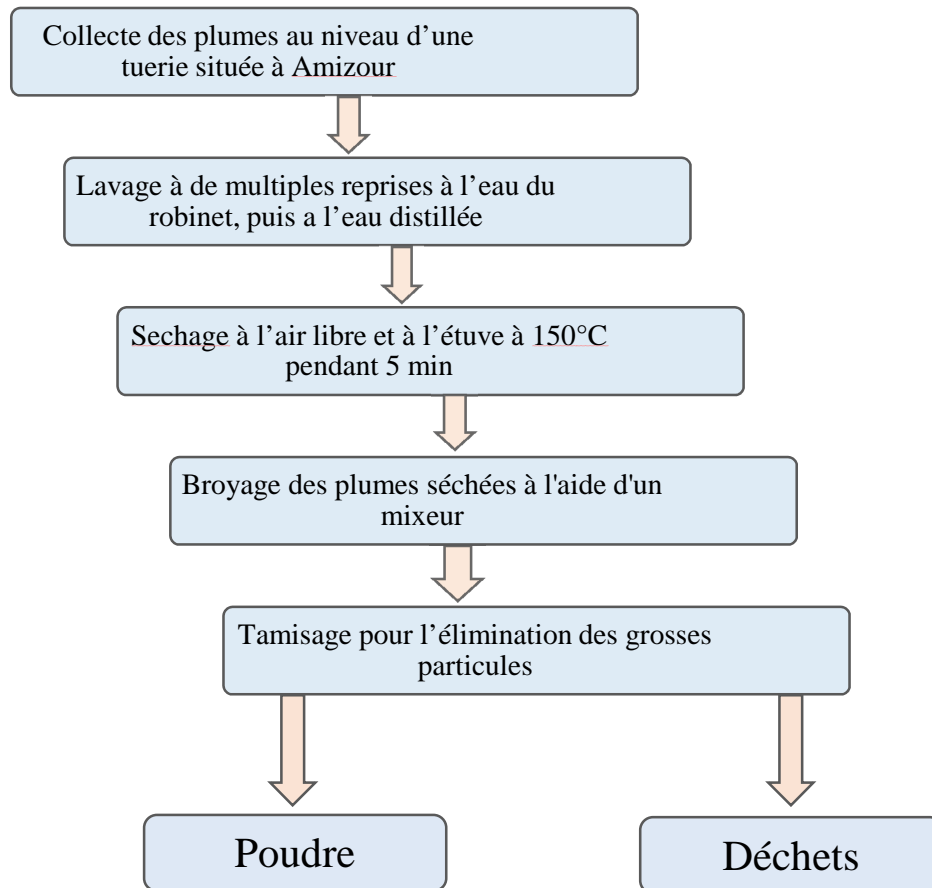 Collecte des plumes au niveau d’une
tuerie située à Amizour
Lavage à de multiples reprises à l’eau du
robinet, puis a l’eau distillée
Sechage à l’air libre et à l’étuve à 150°C
pendant 5 min
Broyage des plumes séchées à l'aide d'un
mixeur
Tamisage pour l’élimination des grosses
particules
Poudre
Déchets